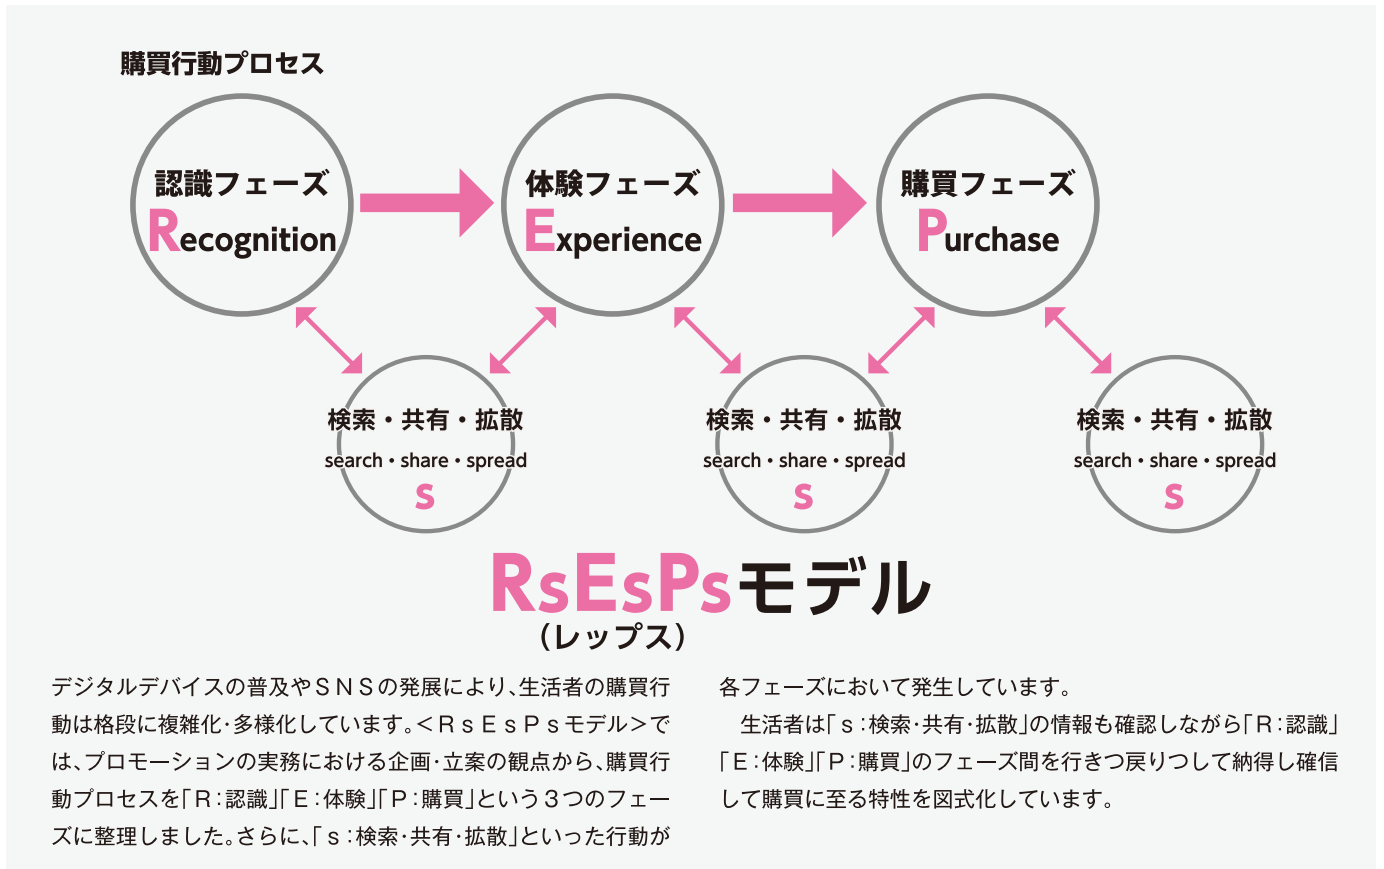 購買行動プロセス
認識フェーズ
Recognition
体験フェーズ
Experience
購買フェーズ
Purchase
検索・共有・拡散
search・share・spread
s
検索・共有・拡散
search・share・spread
s
検索・共有・拡散
search・share・spread
s
RsEsPsモデル
（レップス）
デジタルデバイスの普及やＳＮＳの発展により、生活者の購買行
動は格段に複雑化・多様化しています。＜ＲｓＥｓＰｓモデル＞で
は、プロモーションの実務における企画・立案の観点から、購買行
動プロセスを「Ｒ：認識」「Ｅ：体験」「Ｐ：購買」という３つのフェー
ズに整理しました。さらに、「ｓ：検索・共有・拡散」といった行動が
各フェーズにおいて発生しています。
　生活者は「ｓ：検索・共有・拡散」の情報も確認しながら「Ｒ：認識」
「Ｅ：体験」「Ｐ：購買」のフェーズ間を行きつ戻りつして納得し確信
して購買に至る特性を図式化しています。